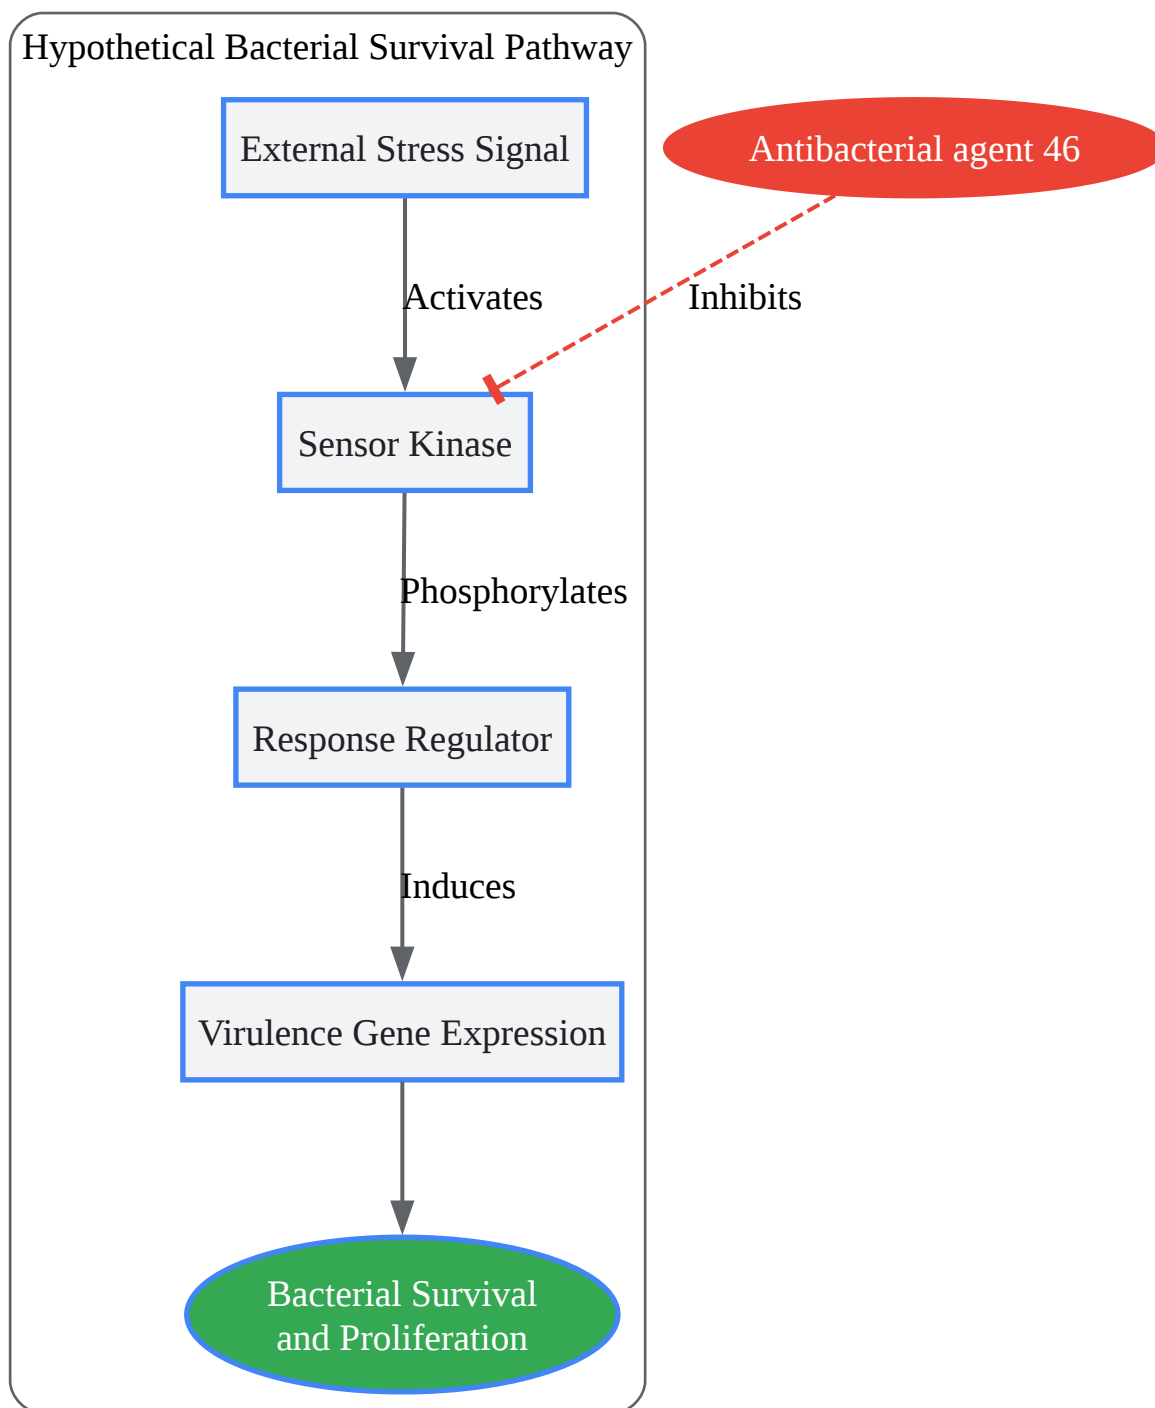 Hypothetical Bacterial Survival Pathway
External Stress Signal
Antibacterial agent 46
Activates
Inhibits
Sensor Kinase
Phosphorylates
Response Regulator
Induces
Virulence Gene Expression
Bacterial Survival
and Proliferation